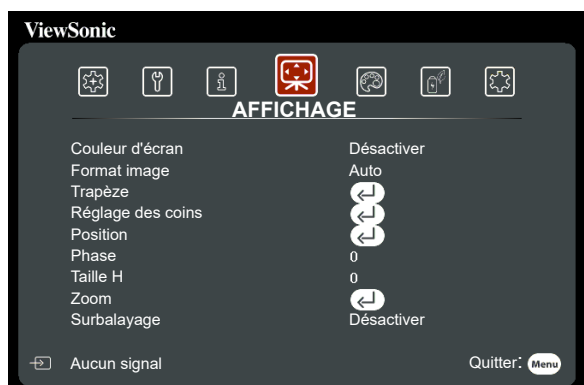 ViewSonic
AFFICHAGE
Couleur d'écran Désactiver
Format image Auto
Trapèze
Réglage des coins
Position
Phase 0
Taille H 0
Zoom
Surbalayage Désactiver
Aucun signal Quitter: Menu